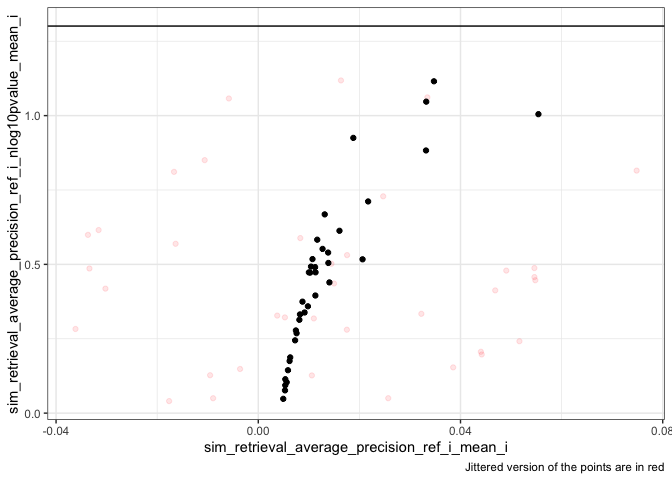 sim_retrieval_average_precision_ref_i_nlog10pvalue_mean_i
1.0
0.5
0.0
-0.04
0.00
0.04
0.08
sim_retrieval_average_precision_ref_i_mean_i
Jittered version of the points are in red